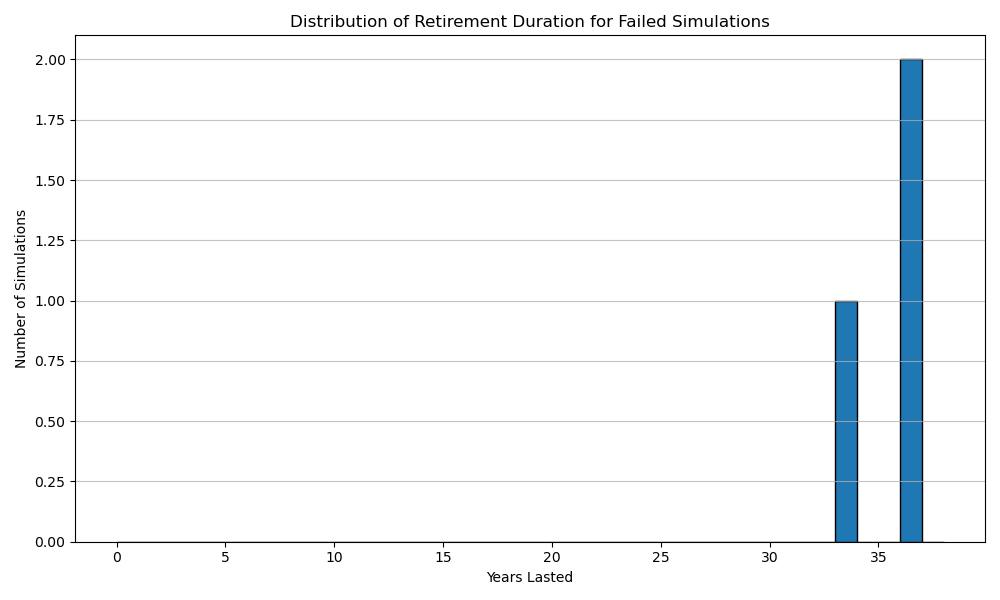 Distribution of Retirement Duration for Failed Simulations
2.00
1.75
1.50
1.25
1.00
0.75
0.50
0.25
0.00
Number of Simulations
0 5 10 15 20 25 30 35
Years Lasted